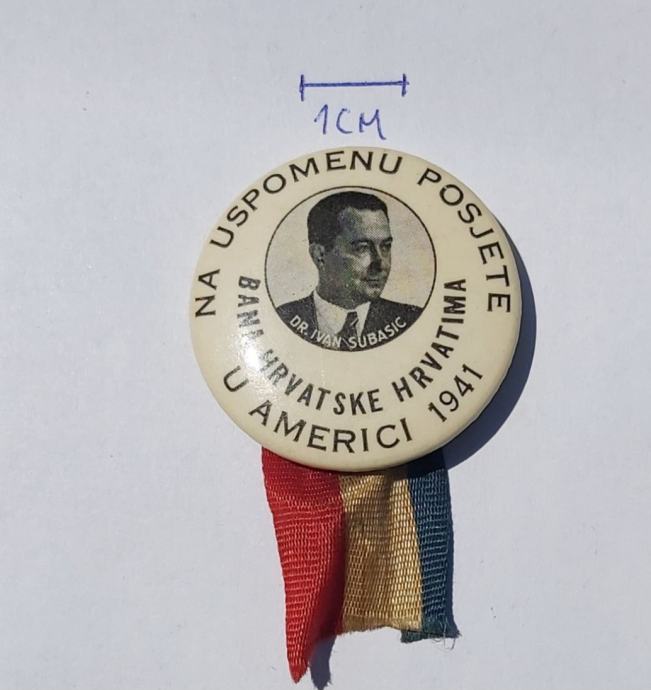 1CM
NA USPOMENU POSJETE
DR. IVAN SUBASIC
BANA HRVATSKE HRVATIMA
U AMERICI 1941